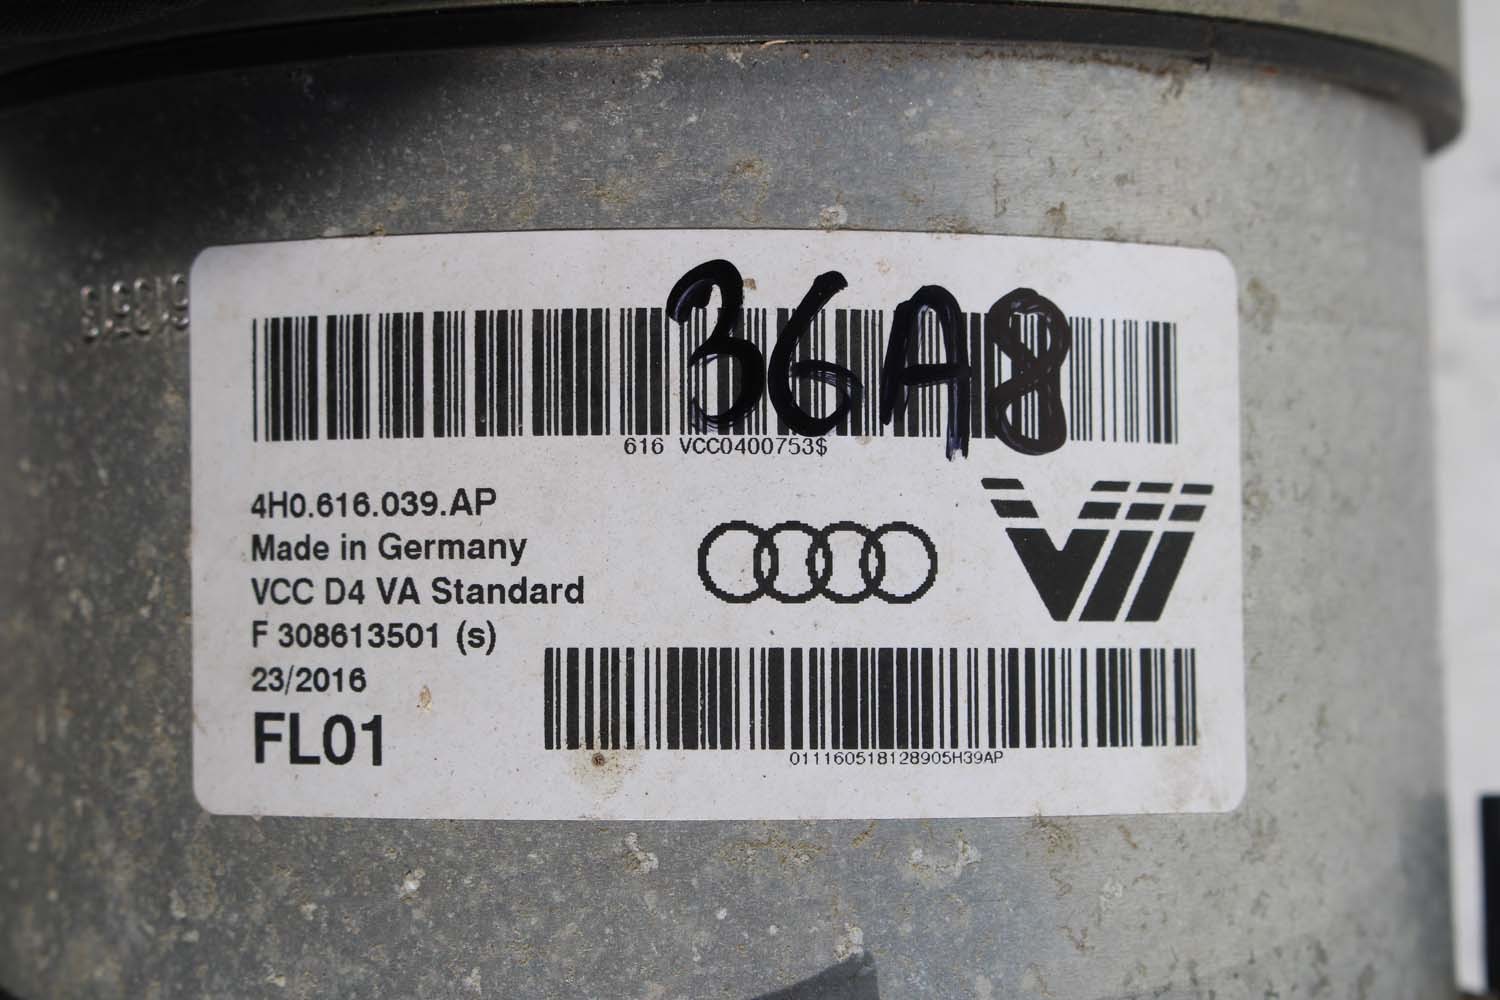 36A8
616 VCC0400753$
4H0.616.039.AP
Made in Germany
VCC D4 VA Standard
F 308613501 (s)
23/2016
FL01
Vii
011160518128905H39AP